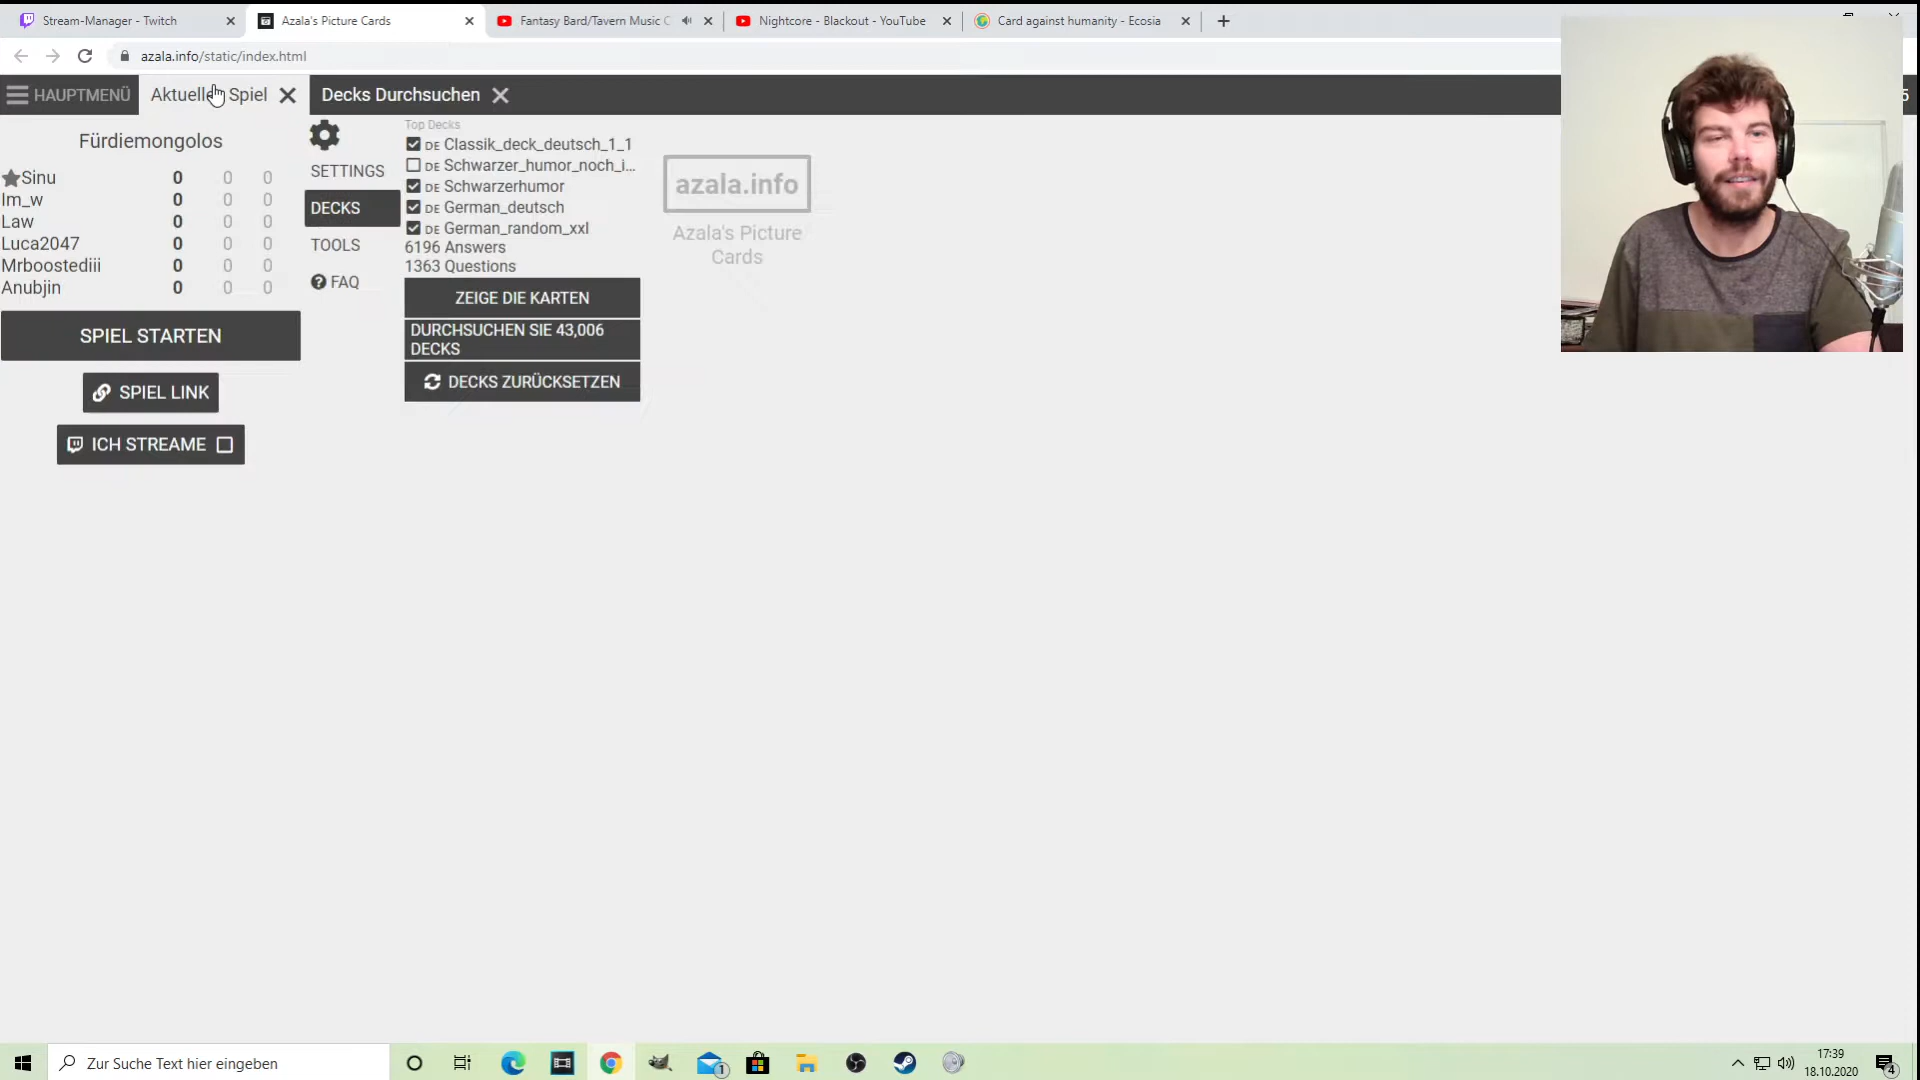 Stream-Manager - Twitch
Azala's Picture Cards
Fantasy Bard/Tavern Music C
Nightcore - Blackout - YouTube
Card against humanity - Ecosia
azala.info/static/index.html
HAUPTMENÜ
Spiel
Decks Durchsuchen
5
Fürdiemongolos
Sinu 0 0 0
Im_w 0 0 0
Law 0 0 0
Luca2047 0 0 0
Mrboostediii 0 0 0
Anubjin 0 0 0
SPIEL STARTEN
SPIEL LINK
ICH STREAME
SETTINGS
DECKS
TOOLS
FAQ
Top Decks
DE Classik_deck_deutsch_1_1
DE Schwarzer_humor_noch_i...
DE Schwarzerhumor
DE German_deutsch
DE German_random_xxl
6196 Answers
1363 Questions
ZEIGE DIE KARTEN
DURCHSUCHEN SIE 43,006
DECKS
DECKS ZURÜCKSETZEN
azala.info
Azala's Picture
Cards
Zur Suche Text hier eingeben
1
17:39
18.10.2020
4